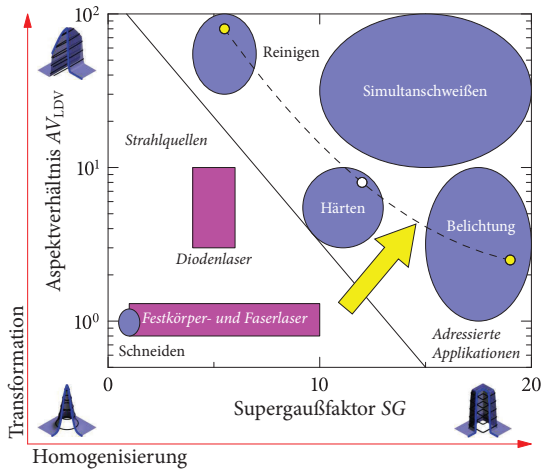 10²
Reinigen
Simultanschweißen
Strahlquellen
10¹
Härten
Belichtung
Diodenlaser
Festkörper- und Faserlaser
10⁰
Schneiden
Adressierte
Applikationen
0
10
20
Supergaußfaktor SG
Homogenisierung
Aspektverhältnis AV_LDV
Transformation